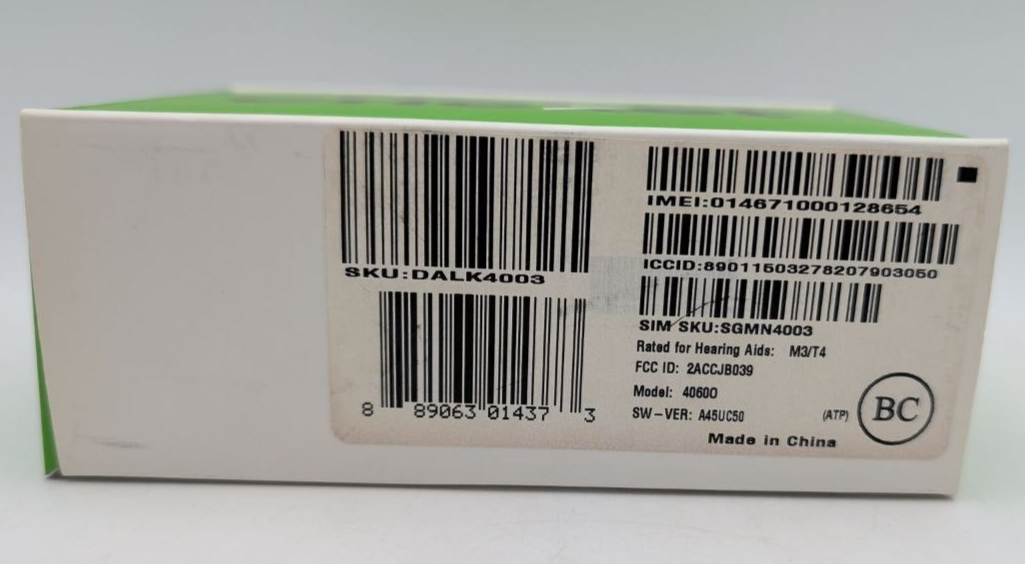 SKU:DALK4003
8 89063 01437 3
IMEI:014671000128654
ICCID:89011503278207903050
SIM SKU:SGMN4003
Rated for Hearing Aids: M3/T4
FCC ID: 2ACCJB039
Model: 4060O
SW-VER: A45UC50 (ATP)
BC
Made in China